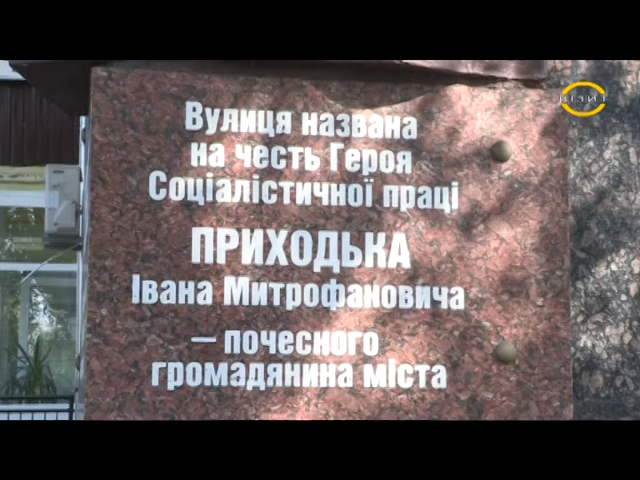 Вулиця названа
на честь Героя
Соціалістичної праці
ПРИХОДЬКА
Івана Митрофановича
– почесного
громадянина міста